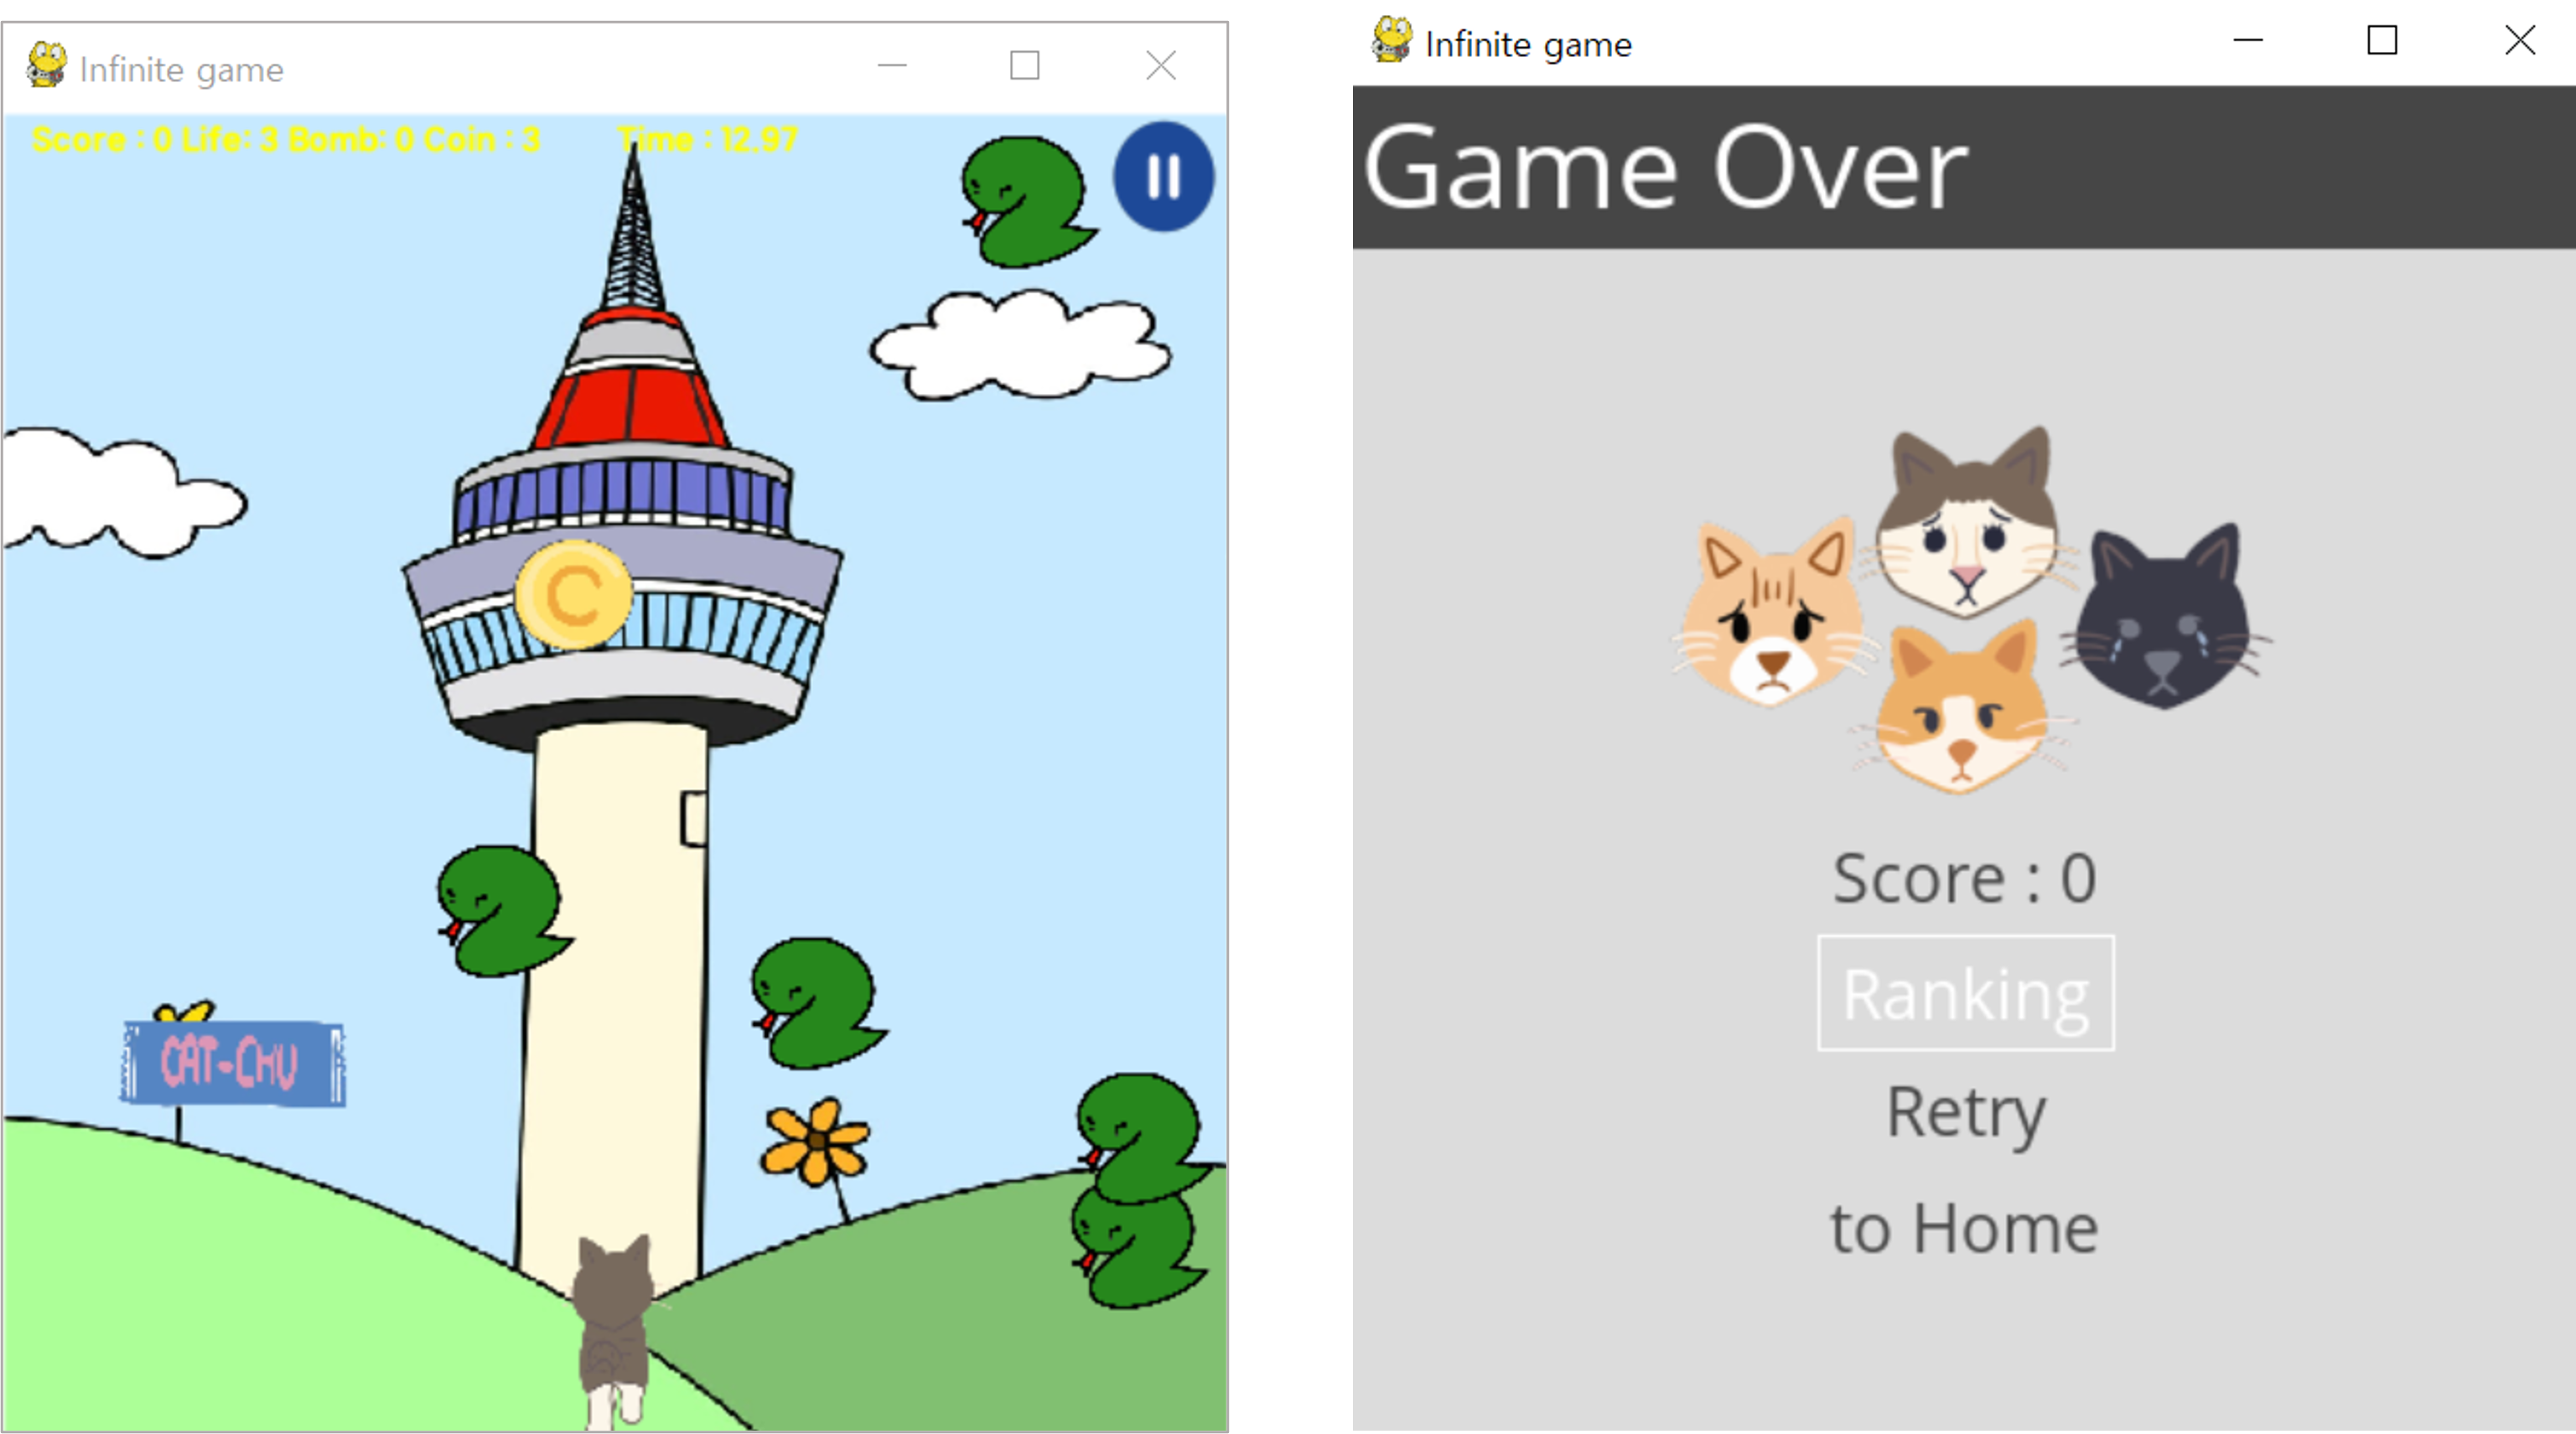 Infinite game
Score : 0 Life: 3 Bomb: 0 Coin : 3 Time : 12.97
C
CAT-CHU
Infinite game
Game Over
Score : 0
Ranking
Retry
to Home